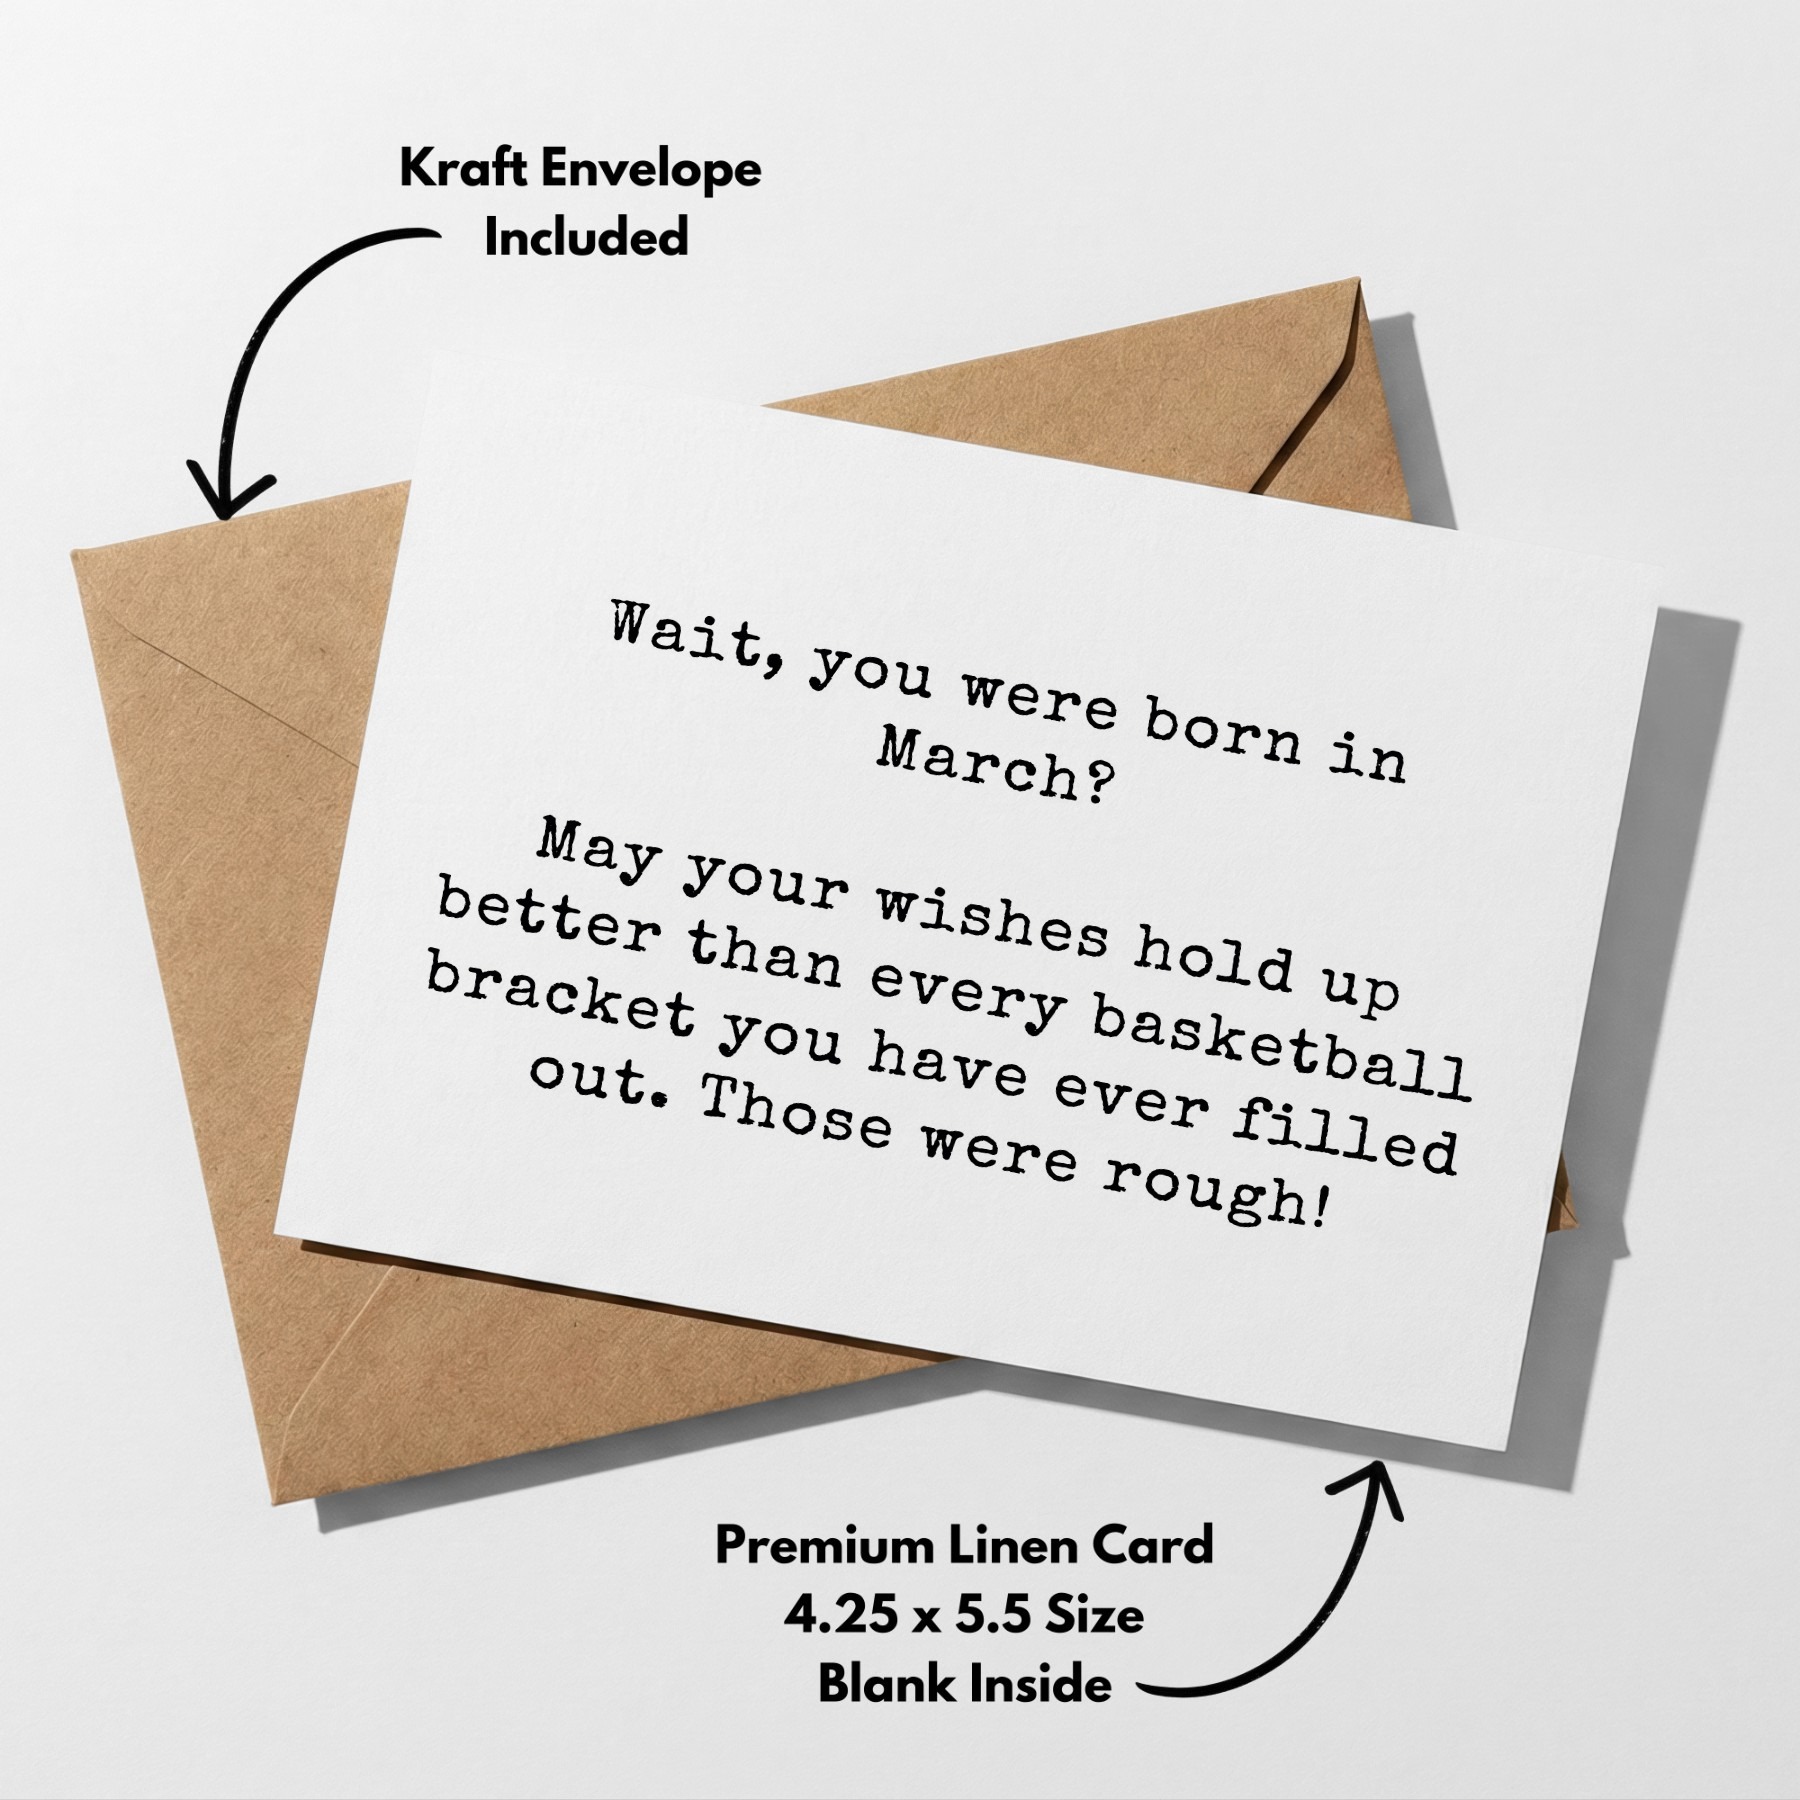 Kraft Envelope
Included
Wait, you were born in
March?
May your wishes hold up
better than every basketball
bracket you have ever filled
out. Those were rough!
Premium Linen Card
4.25 x 5.5 Size
Blank Inside